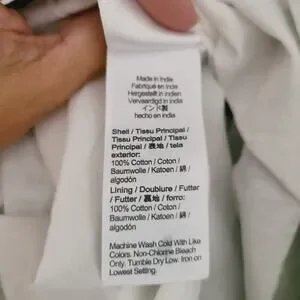 Made in India
Fabriqué en Inde
Hergestellt in Indien
Vervaardigd in India
インド製
hecho en Indio
Shell / Tissu Principal /
Tissu Principal / Tissu
Principal / 表地 / tela
exterior:
100% Cotton / Coton /
Baumwolle / Katoen / 綿 /
algodón
Lining / Doublure / Futter
/ Futter / 裏地 / forro:
100% Cotton / Coton /
Baumwolle / Katoen / 綿 /
algodón
Machine Wash Cold With Like
Colors. Non-Chlorine Bleach
Only. Tumble Dry Low. Iron on
Lowest Setting.